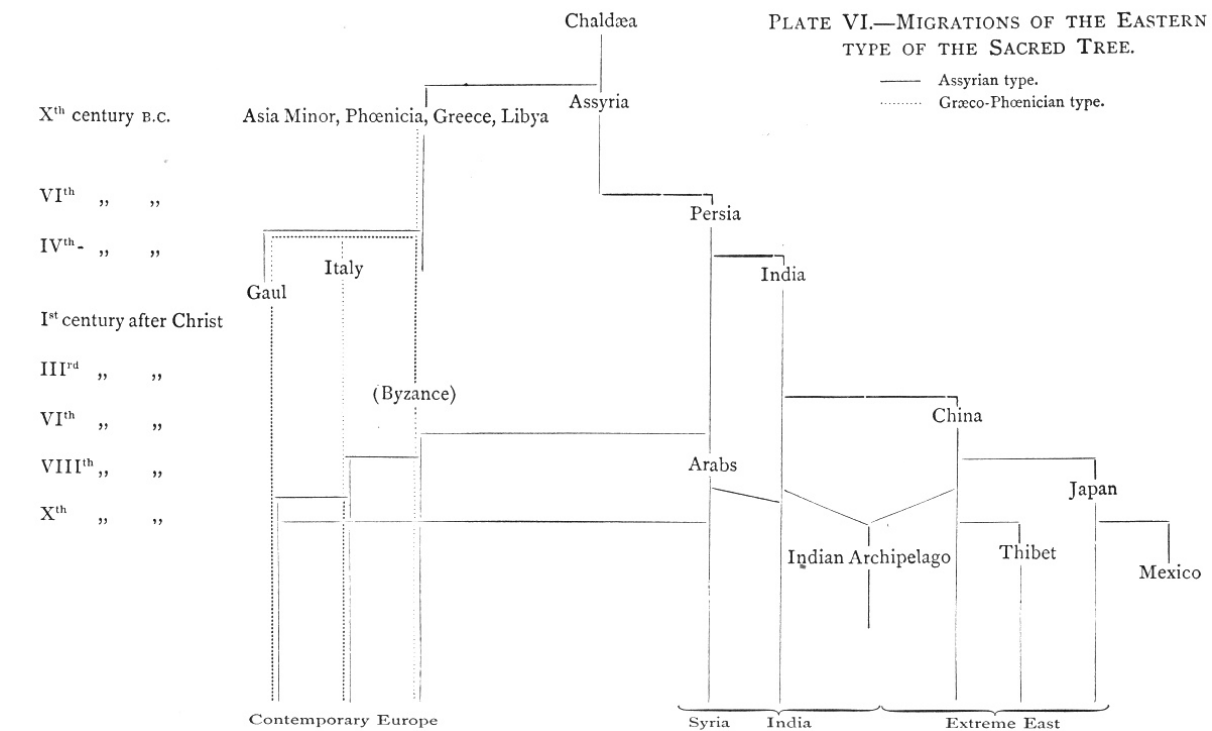 Chaldæa
PLATE VI.—MIGRATIONS OF THE EASTERN
TYPE OF THE SACRED TREE.
Assyrian type.
Græco-Phœnician type.
Assyria
Xth century B.C.
Asia Minor, Phœnicia, Greece, Libya
VIth „ „
Persia
IVth- „ „
Italy
India
Gaul
Ist century after Christ
IIIrd „ „
(Byzance)
VIth „ „
China
VIIIth „ „
Arabs
Japan
Xth „ „
Indian Archipelago
Thibet
Mexico
Contemporary Europe
Syria
India
Extreme East